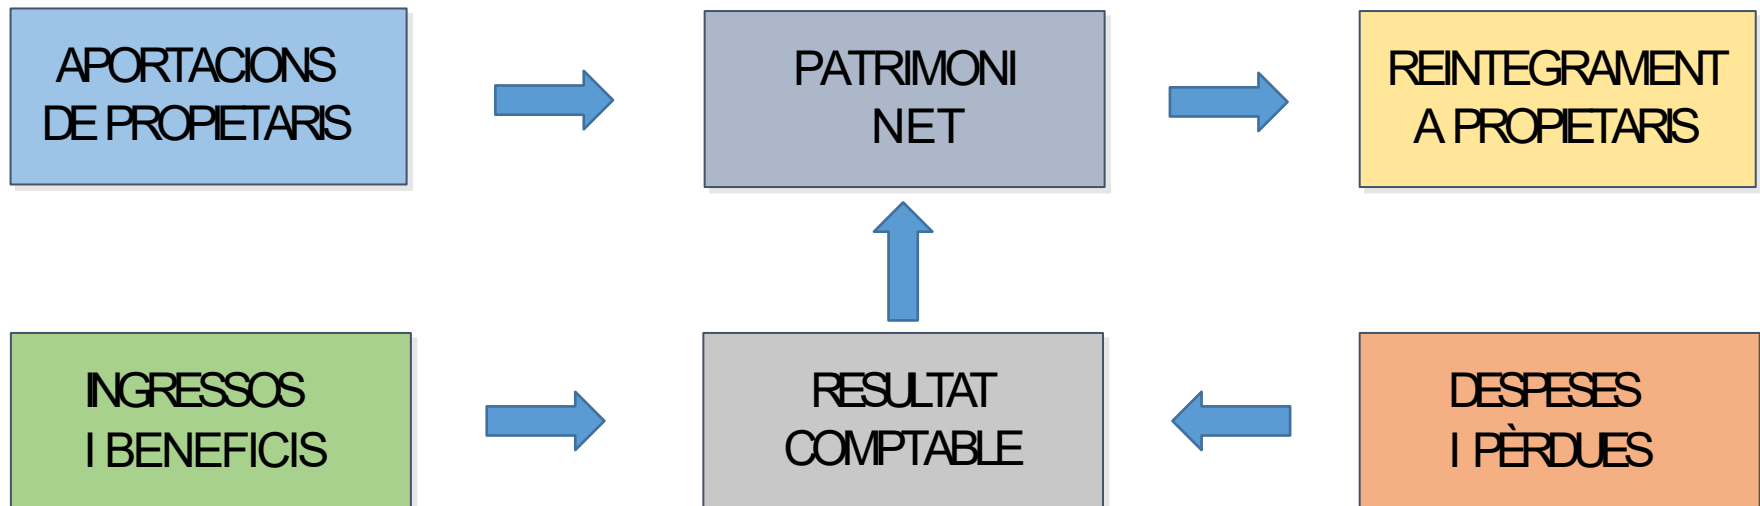 APORTACIONS
DE PROPIETARIS
PATRIMONI
NET
REINTEGRAMENT
A PROPIETARIS
INGRESSOS
I BENEFICIS
RESULTAT
COMPTABLE
DESPESES
I PÈRDUES